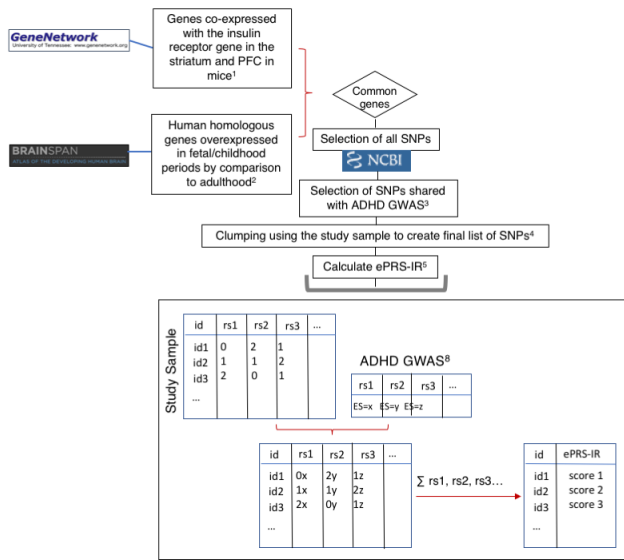 GeneNetwork
University of Tennessee: www.genenetwork.org
Genes co-expressed
with the insulin
receptor gene in the
striatum and PFC in
mice¹
BRAINSPAN
ATLAS OF THE DEVELOPING HUMAN BRAIN
Human homologous
genes overexpressed
in fetal/childhood
periods by comparison
to adulthood²
Common
genes
Selection of all SNPs
NCBI
Selection of SNPs shared
with ADHD GWAS³
Clumping using the study sample to create final list of SNPs⁴
Calculate ePRS-IR⁵
Study Sample
id rs1 rs2 rs3 ...
id1 0 2 1
id2 1 1 2
id3 2 0 1
...
ADHD GWAS⁸
rs1 rs2 rs3 ...
ES=x ES=y ES=z
id rs1 rs2 rs3 ...
id1 0x 2y 1z
id2 1x 1y 2z
id3 2x 0y 1z
...
∑ rs1, rs2, rs3...
id ePRS-IR
id1 score 1
id2 score 2
id3 score 3
...